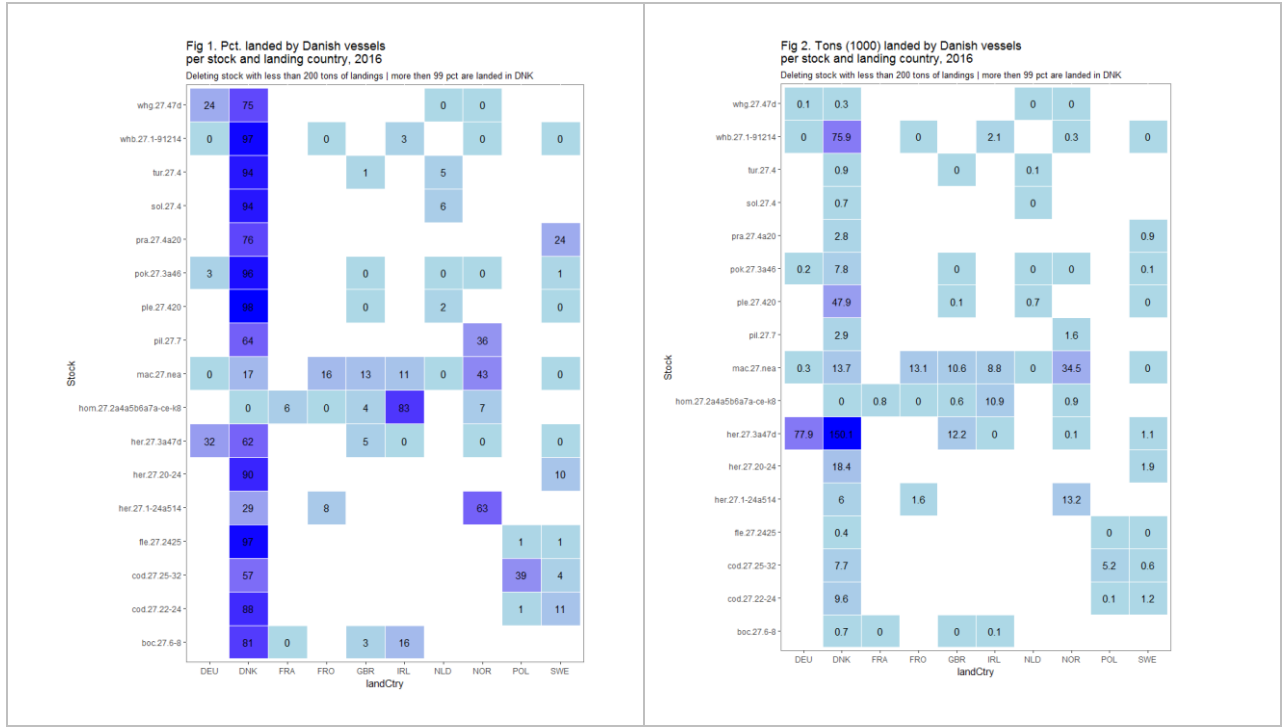 Fig 1. Pct. landed by Danish vessels
per stock and landing country, 2016
Deleting stock with less than 200 tons of landings | more then 99 pct are landed in DNK
Stock
whg.27.47d 24 75 0 0
whb.27.1-91214 0 97 0 3 0 0
tur.27.4 94 1 5
sol.27.4 94 6
pra.27.4a20 76 24
pok.27.3a46 3 96 0 0 0 1
ple.27.420 0 2 0
pil.27.7 64 36
mac.27.nea 0 17 16 13 11 0 43 0
hom.27.2a4a5b6a7a-ce-k8 0 6 0 4 83 7
her.27.3a47d 32 62 5 0 0 0
her.27.20-24 90 10
her.27.1-24a514 29 8 63
fle.27.2425 97 1 1
cod.27.25-32 57 39 4
cod.27.22-24 88 1 11
boc.27.6-8 81 0 3 16
DEU DNK FRA FRO GBR IRL NLD NOR POL SWE
landCtry
Fig 2. Tons (1000) landed by Danish vessels
per stock and landing country, 2016
Deleting stock with less than 200 tons of landings | more then 99 pct are landed in DNK
Stock
whg.27.47d 0.1 0.3 0 0
whb.27.1-91214 0 75.9 0 2.1 0.3 0
tur.27.4 0.9 0 0.1
sol.27.4 0.7 0
pra.27.4a20 2.8 0.9
pok.27.3a46 0.2 7.8 0 0 0 0.1
ple.27.420 47.9 0.1 0.7 0
pil.27.7 2.9 1.6
mac.27.nea 0.3 13.7 13.1 10.6 8.8 0 34.5 0
hom.27.2a4a5b6a7a-ce-k8 0 0.8 0 0.6 10.9 0.9
her.27.3a47d 77.9 12.2 0 0.1 1.1
her.27.20-24 18.4 1.9
her.27.1-24a514 6 1.6 13.2
fle.27.2425 0.4 0 0
cod.27.25-32 7.7 5.2 0.6
cod.27.22-24 9.6 0.1 1.2
boc.27.6-8 0.7 0 0 0.1
DEU DNK FRA FRO GBR IRL NLD NOR POL SWE
landCtry